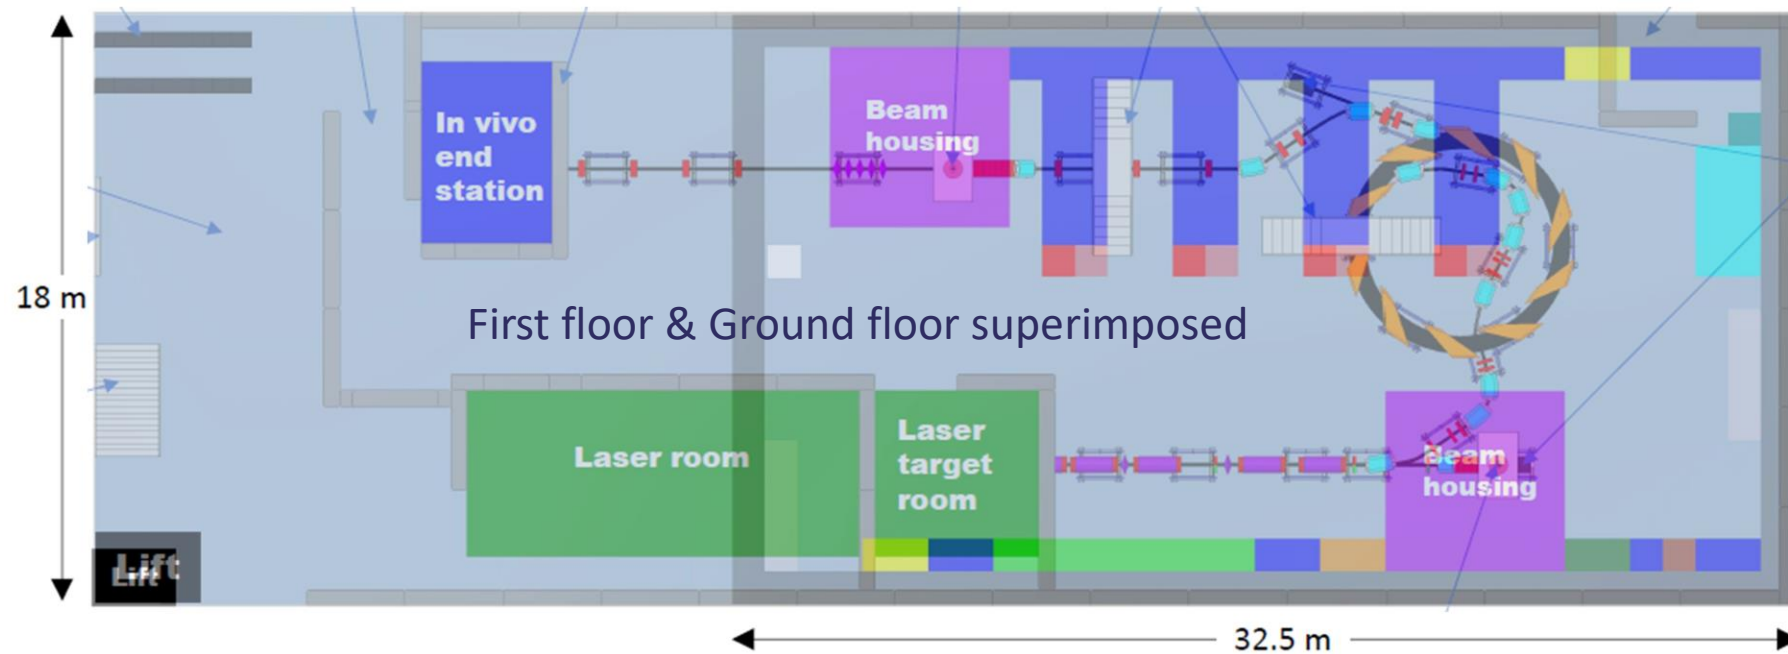 In vivo
end
station
Beam
housing
18 m
First floor & Ground floor superimposed
Laser room
Laser
target
room
Beam
housing
Lift
Lift
32.5 m